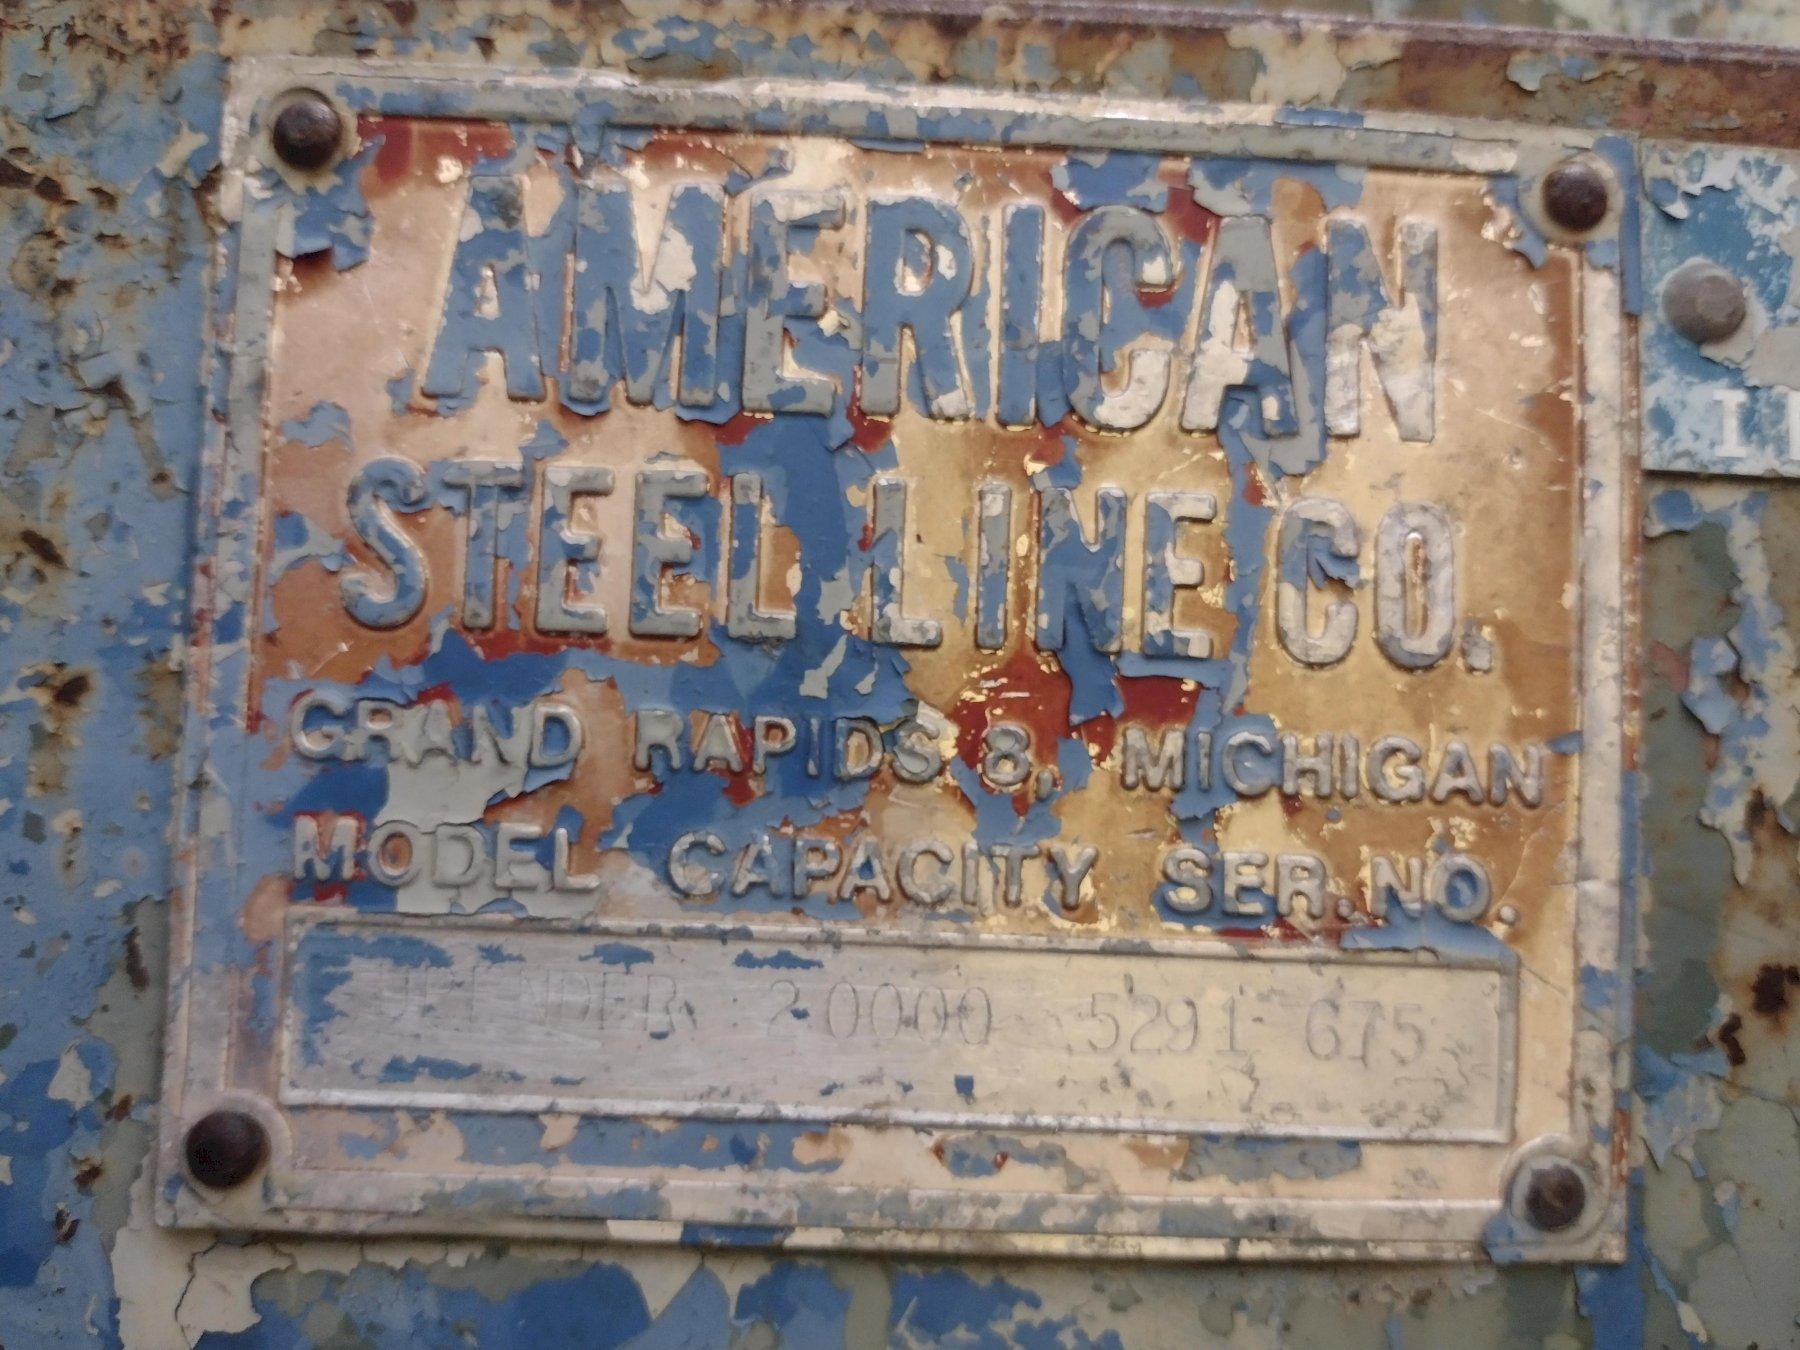 AMERICAN
STEEL LINE CO.
GRAND RAPIDS 8, MICHIGAN
MODEL CAPACITY SER. NO.
20000 5291 675